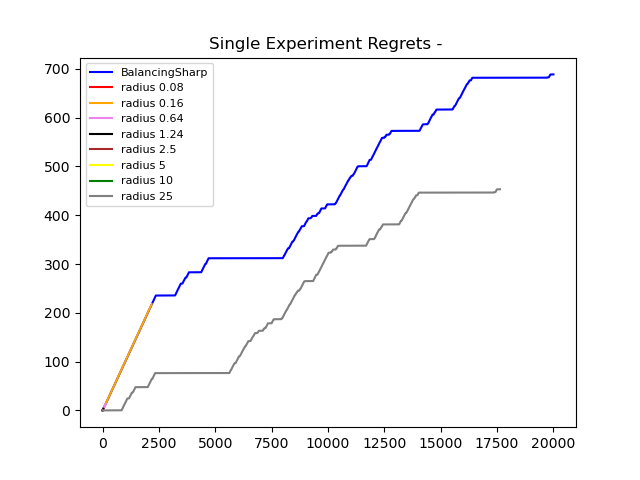 Single Experiment Regrets -
BalancingSharp
radius 0.08
radius 0.16
radius 0.64
radius 1.24
radius 2.5
radius 5
radius 10
radius 25
700
600
500
400
300
200
100
0
0 2500 5000 7500 10000 12500 15000 17500 20000